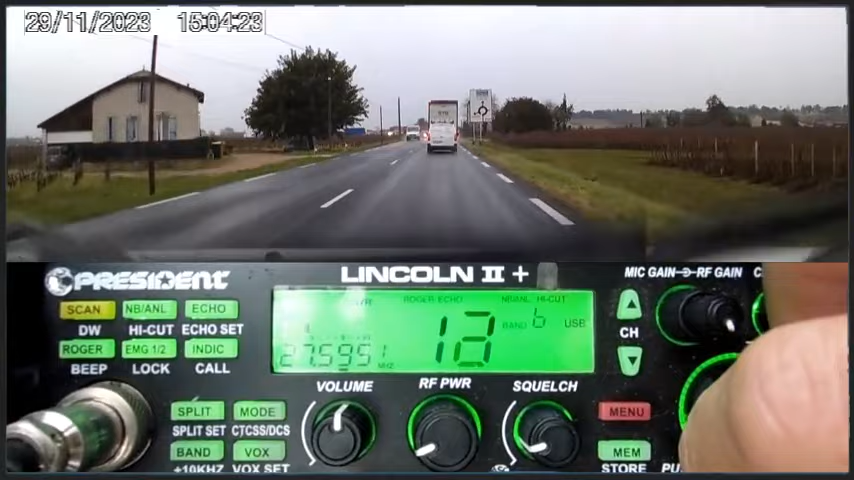 29/11/2023 15:04:23
PRESIDENT
LINCOLN II +
MIC GAIN RF GAIN
SCAN NB/ANL ECHO
DW HI-CUT ECHO SET
ROGER EMG 1/2 INDIC
BEEP LOCK CALL
ROGER ECHO NB/ANL HI-CUT
12 BAND b USB
27.5951 MHZ
CH
VOLUME RF PWR SQUELCH
SPLIT MODE
SPLIT SET CTCSS/DCS
BAND VOX
+10KHZ VOX SET
MENU
MEM
STORE